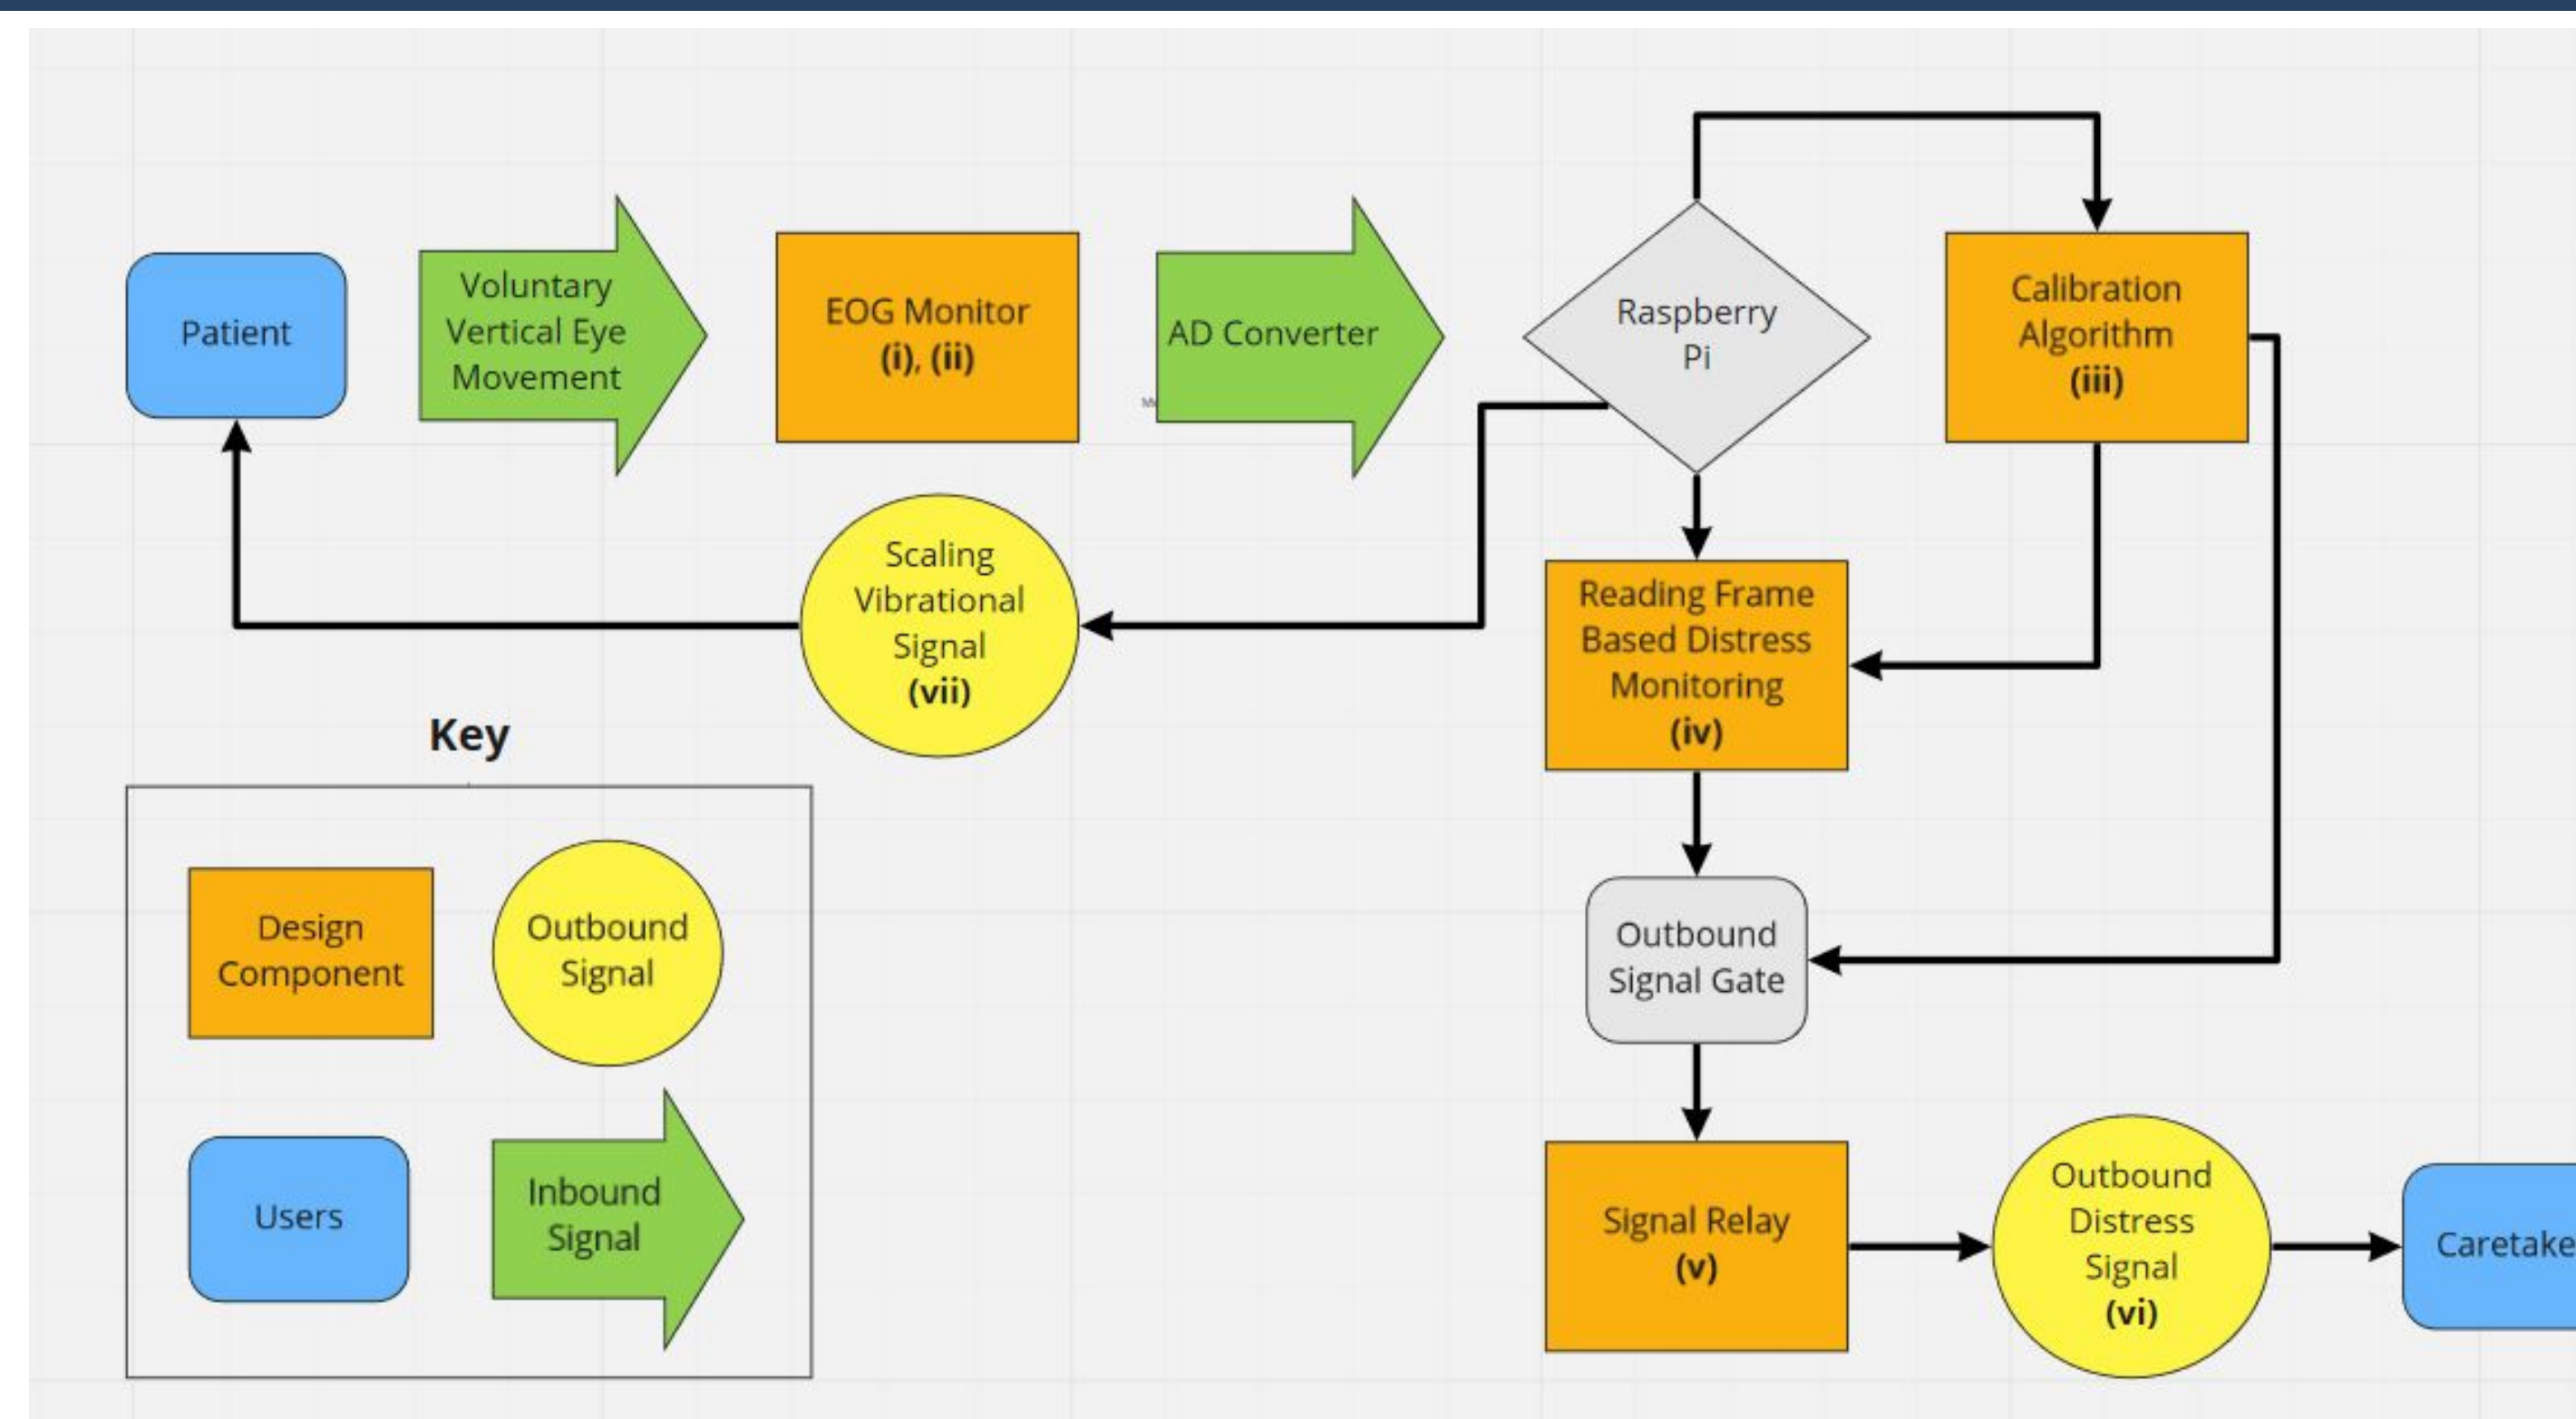 Patient
Voluntary
Vertical Eye
Movement
EOG Monitor
(i), (ii)
AD Converter
Raspberry
Pi
Calibration
Algorithm
(iii)
Scaling
Vibrational
Signal
(vii)
Reading Frame
Based Distress
Monitoring
(iv)
Key
Design
Component
Outbound
Signal
Users
Inbound
Signal
Outbound
Signal Gate
Signal Relay
(v)
Outbound
Distress
Signal
(vi)
Caretake